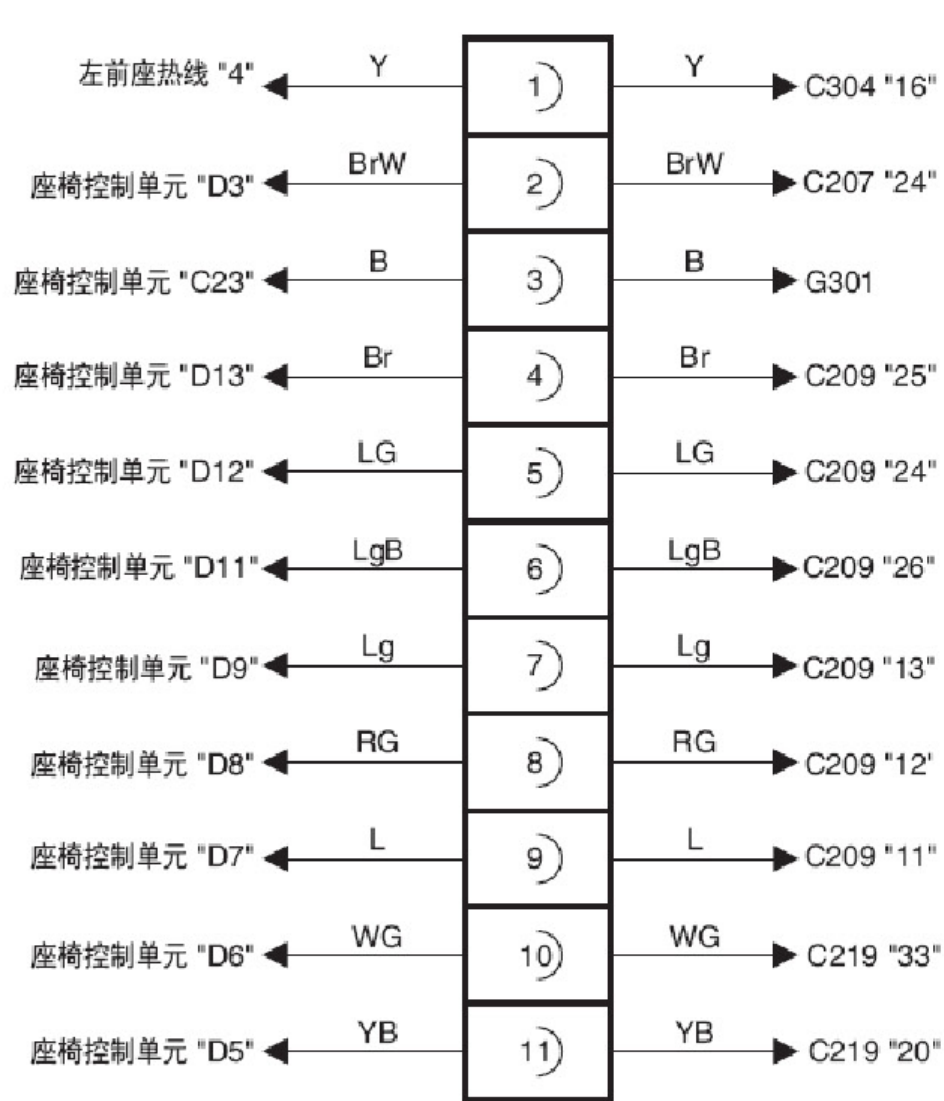 左前座热线 "4" Y 1 Y C304 "16"
座椅控制单元 "D3" BrW 2 BrW C207 "24"
座椅控制单元 "C23" B 3 B G301
座椅控制单元 "D13" Br 4 Br C209 "25"
座椅控制单元 "D12" LG 5 LG C209 "24"
座椅控制单元 "D11" LgB 6 LgB C209 "26"
座椅控制单元 "D9" Lg 7 Lg C209 "13"
座椅控制单元 "D8" RG 8 RG C209 "12'
座椅控制单元 "D7" L 9 L C209 "11"
座椅控制单元 "D6" WG 10 WG C219 "33"
座椅控制单元 "D5" YB 11 YB C219 "20"